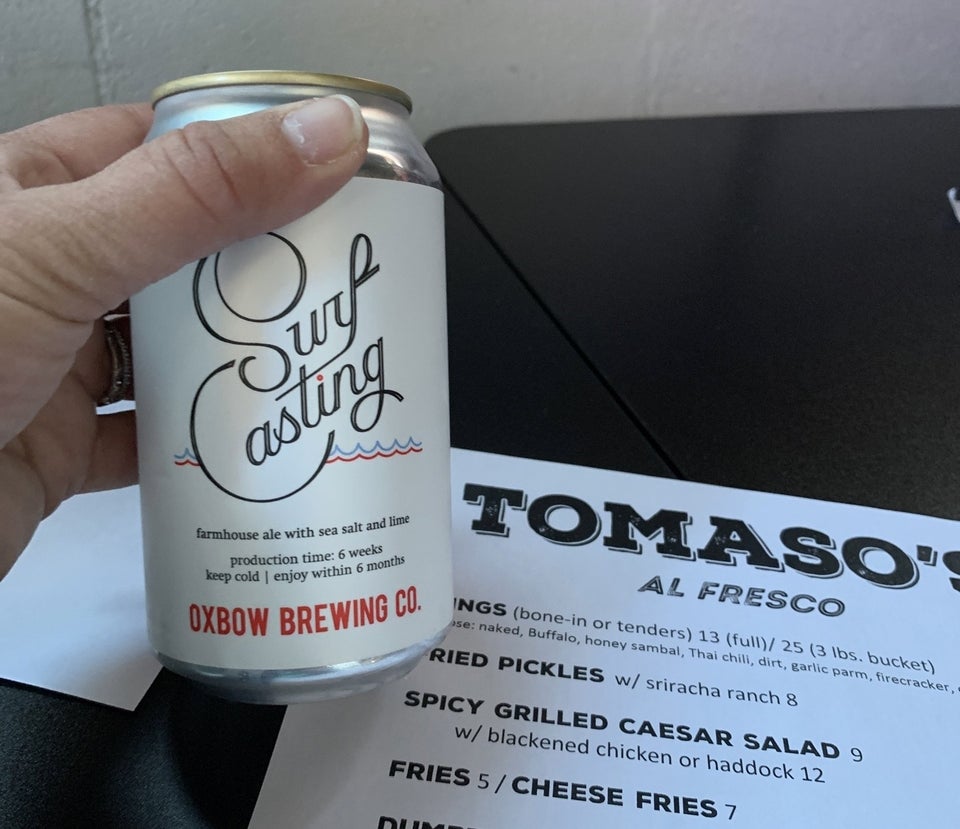 Surf
Casting
farmhouse ale with sea salt and lime
production time: 6 weeks
keep cold | enjoy within 6 months
OXBOW BREWING CO.
TOMASO'S
AL FRESCO
(bone-in or tenders) 13 (full)/ 25 (3 lbs. bucket)
naked, Buffalo, honey sambal, Thai chili, dirt, garlic parm, firecracker,
FRIED PICKLES w/ sriracha ranch 8
SPICY GRILLED CAESAR SALAD 9
w/ blackened chicken or haddock 12
FRIES 5 / CHEESE FRIES 7